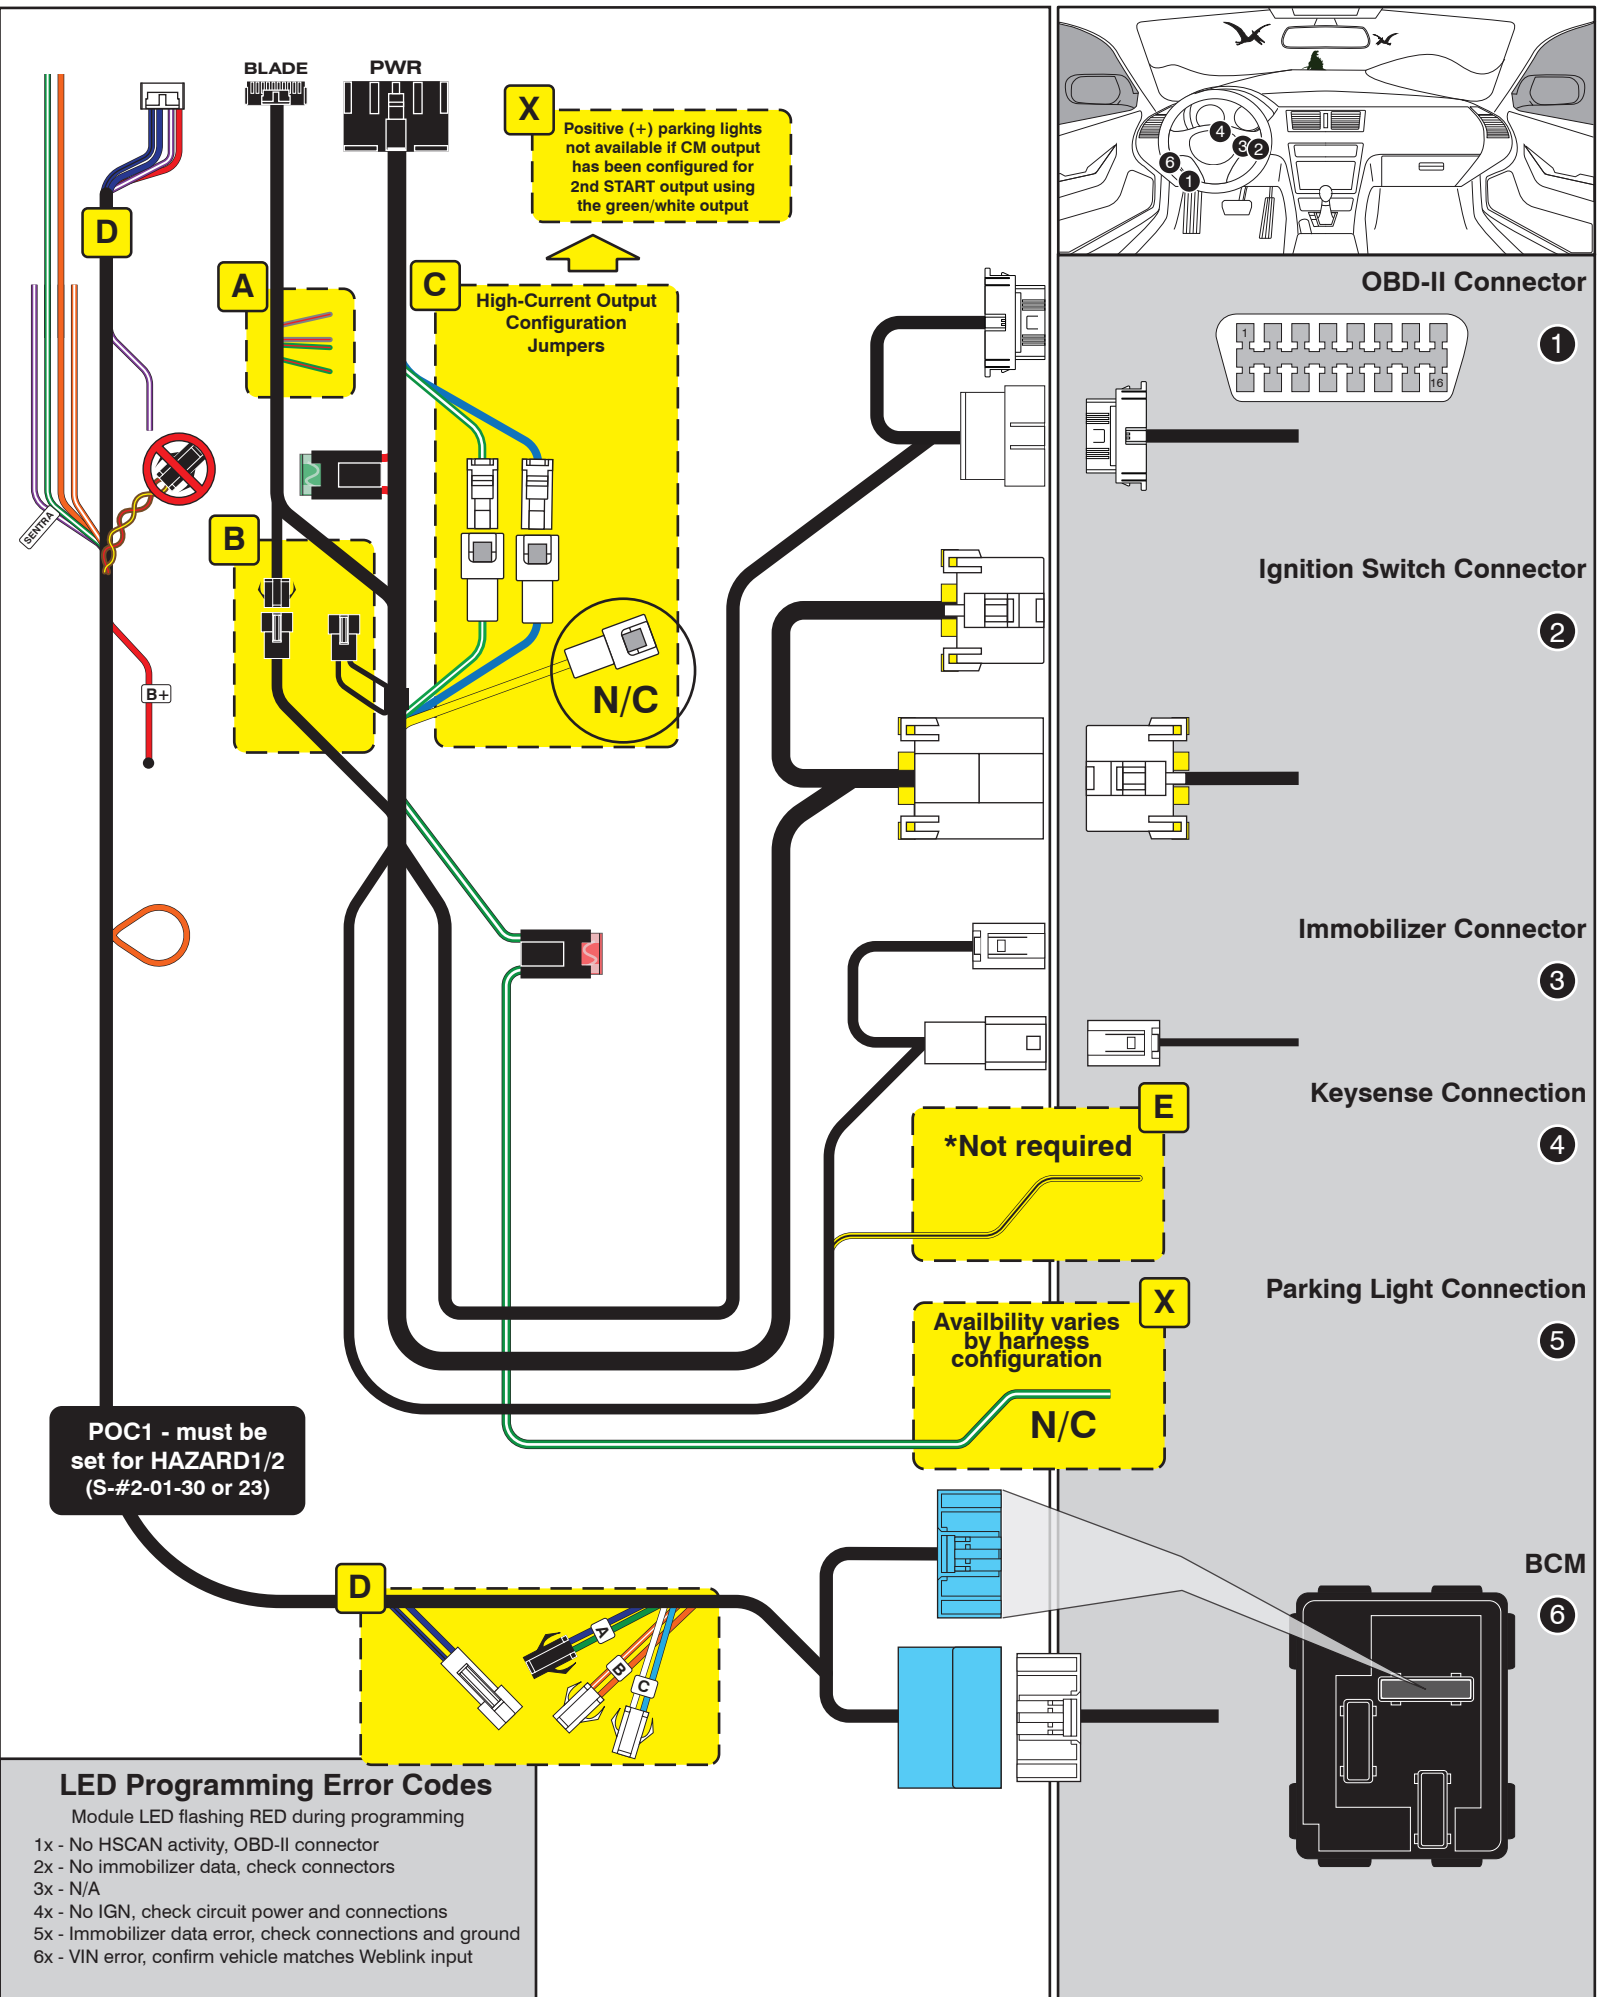 BLADE
PWR
X
Positive (+) parking lights
not available if CM output
has been configured for
2nd START output using
the green/white output
4
3
2
6
1
D
A
C
High-Current Output
Configuration
Jumpers
OBD-II Connector
1
1
16
SENTRA
B
B+
N/C
Ignition Switch Connector
2
Immobilizer Connector
3
Keysense Connection
4
E
*Not required
Parking Light Connection
5
X
Availbility varies
by harness
configuration
N/C
POC1 - must be
set for HAZARD1/2
(S-#2-01-30 or 23)
D
A
B
C
BCM
6
LED Programming Error Codes
Module LED flashing RED during programming
1x - No HSCAN activity, OBD-II connector
2x - No immobilizer data, check connectors
3x - N/A
4x - No IGN, check circuit power and connections
5x - Immobilizer data error, check connections and ground
6x - VIN error, confirm vehicle matches Weblink input